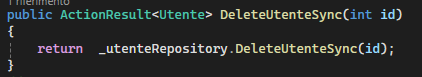 1 riferimento
public ActionResult<Utente> DeleteUtenteSync(int id)
{
return _utenteRepository.DeleteUtenteSync(id);
}